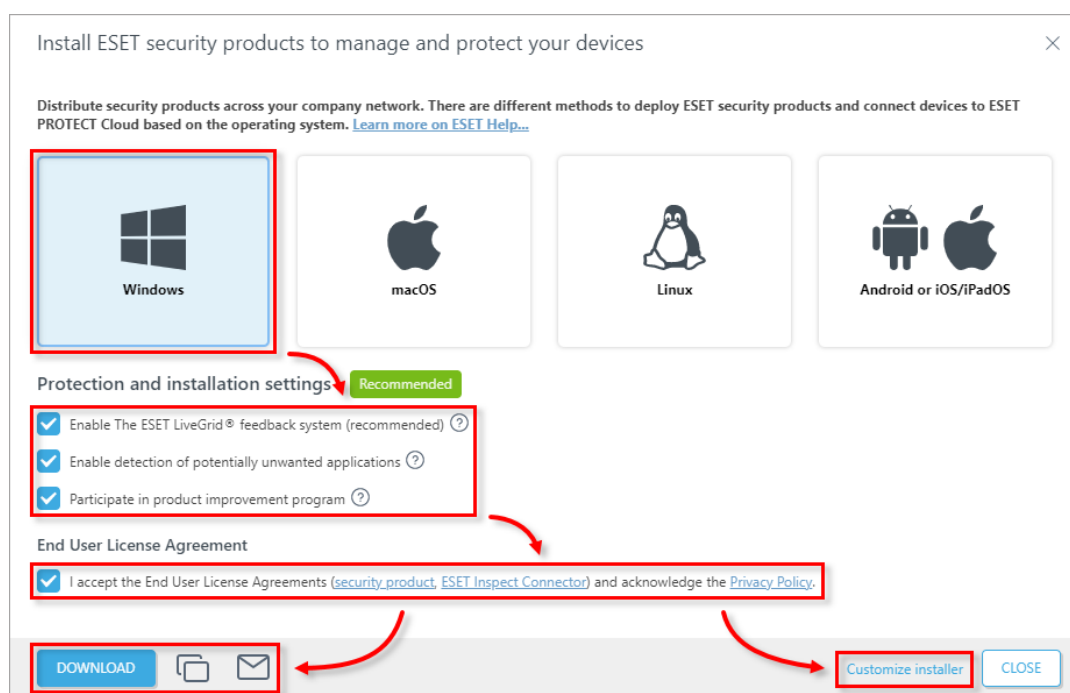 Install ESET security products to manage and protect your devices
Distribute security products across your company network. There are different methods to deploy ESET security products and connect devices to ESET
PROTECT Cloud based on the operating system. Learn more on ESET Help...
Windows
macOS
Linux
Android or iOS/iPadOS
Protection and installation settings Recommended
Enable The ESET LiveGrid® feedback system (recommended) ?
Enable detection of potentially unwanted applications ?
Participate in product improvement program ?
End User License Agreement
I accept the End User License Agreements (security product, ESET Inspect Connector) and acknowledge the Privacy Policy.
DOWNLOAD
Customize installer
CLOSE